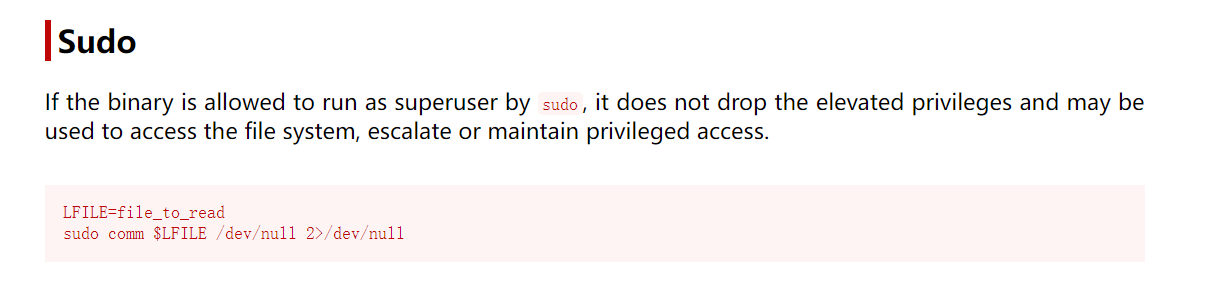 Sudo
If the binary is allowed to run as superuser by sudo, it does not drop the elevated privileges and may be
used to access the file system, escalate or maintain privileged access.
LFILE=file_to_read
sudo comm $LFILE /dev/null 2>/dev/null